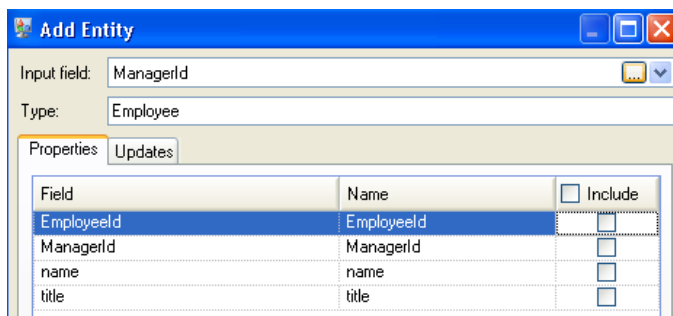 Add Entity
Input field: ManagerId ...
Type: Employee
Properties Updates
Field Name Include
EmployeeId EmployeeId
ManagerId ManagerId
name name
title title